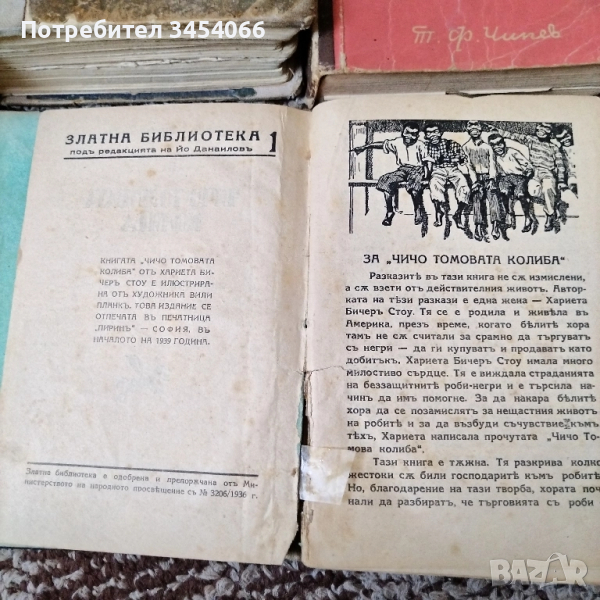 Потребител 3454066
Т. Ф. Чипев
ЗЛАТНА БИБЛИОТЕКА 1
подъ редакцията на Йо Данаиловъ
КНИГАТА „ЧИЧО ТОМОВАТА
КОЛИБА“ ОТЪ ХАРИЕТА БИ-
ЧЕРЪ СТОУ Е ИЛЮСТРИРА-
НА ОТЪ ХУДОЖНИКА ВИЛИ
ПЛАНКЪ. ТОВА ИЗДАНИЕ СЕ
ОТПЕЧАТА ВЪ ПЕЧАТНИЦА
„ПИРИНЪ“ — СОФИЯ, ВЪ
НАЧАЛОТО НА 1939 ГОДИНА.
Златна библиотека е одобрена и препоръчана отъ Ми-
нистерството на народното просвѣщение съ № 3206/1936 г.
ЗА „ЧИЧО ТОМОВАТА КОЛИБА“
Разказитѣ въ тази книга не сѫ измислени,
а сѫ взети отъ действителния животъ. Автор-
ката на тѣзи разкази е една жена — Хариета
Бичеръ Стоу. Тя се е родила и живѣла въ
Америка, презъ време, когато бѣлитѣ хора
тамъ не сѫ считали за срамно да търгуватъ
съ негри — да ги купуватъ и продаватъ като
добитъкъ. Хариета Бичеръ Стоу имала много
милостиво сърдце. Тя е виждала страданията
на беззащитнитѣ роби-негри и е търсила на-
чинъ да имъ помогне. За да накара бѣлитѣ
хора да се позамислятъ за нещастния животъ
на робитѣ и за да възбуди съчувствие къмъ
тѣхъ, Хариета написала прочутата „Чичо То-
мова колиба“.
Тази книга е тѫжна. Тя разкрива колко
жестоки сѫ били господаритѣ къмъ робитѣ
Но, благодарение на тази творба, хората поч-
нали да разбиратъ, че търговията съ роби
BAZAR